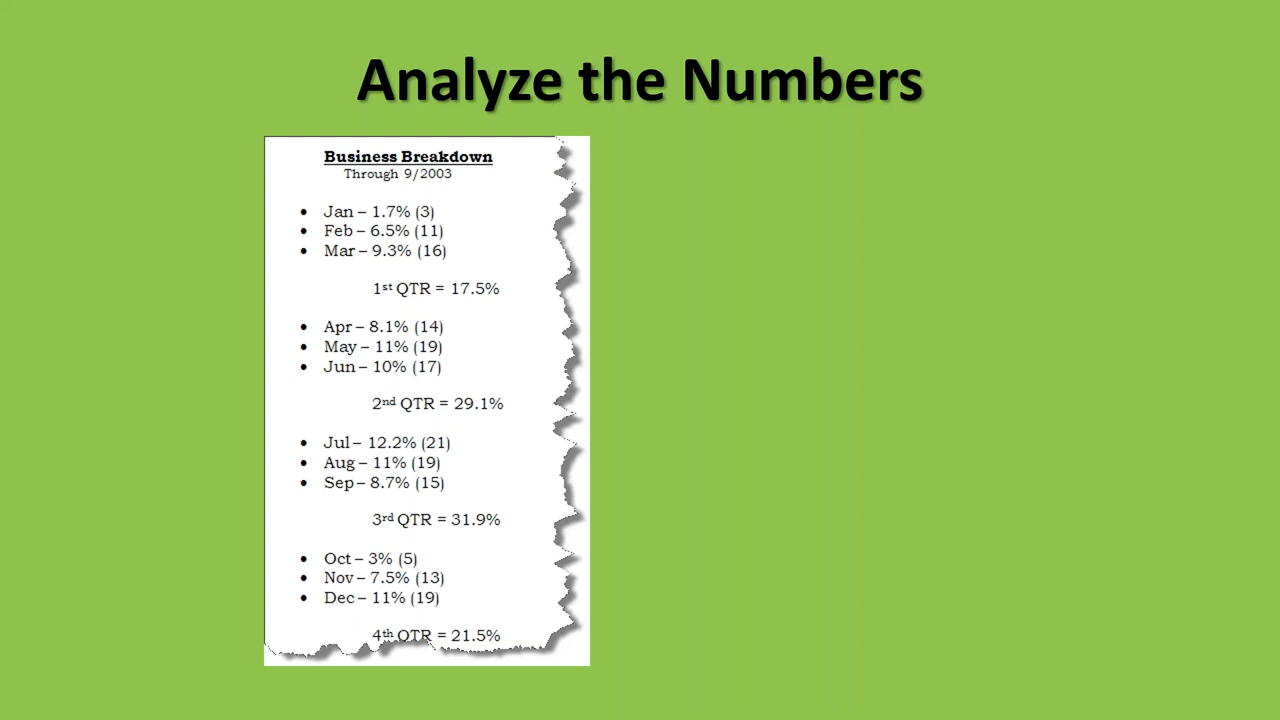 Analyze the Numbers
Business Breakdown
Through 9/2003
• Jan – 1.7% (3)
• Feb – 6.5% (11)
• Mar – 9.3% (16)
1st QTR = 17.5%
• Apr – 8.1% (14)
• May – 11% (19)
• Jun – 10% (17)
2nd QTR = 29.1%
• Jul – 12.2% (21)
• Aug – 11% (19)
• Sep – 8.7% (15)
3rd QTR = 31.9%
• Oct – 3% (5)
• Nov – 7.5% (13)
• Dec – 11% (19)
4th QTR = 21.5%